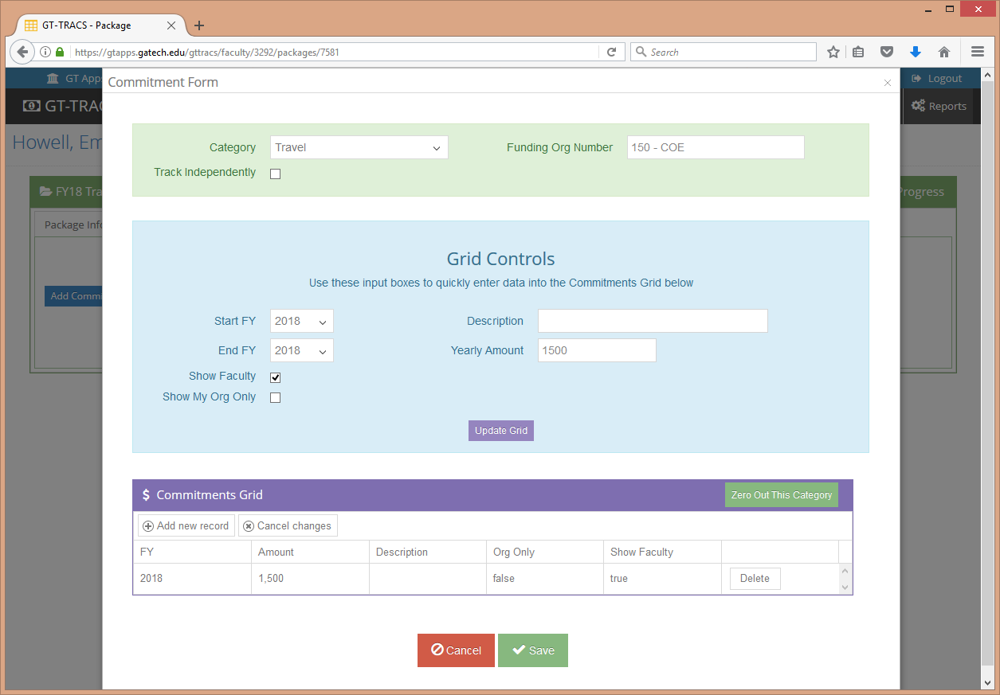 GT-TRACS - Package
https://gtapps.gatech.edu/gttracs/faculty/3292/packages/7581
Search
GT App
Commitment Form
Logout
GT-TRAC
Reports
Howell, Em
Category
Travel
Funding Org Number
150 - COE
Track Independently
FY18 Tra
Progress
Package Info
Grid Controls
Use these input boxes to quickly enter data into the Commitments Grid below
Add Commi
Start FY
2018
Description
End FY
2018
Yearly Amount
1500
Show Faculty
Show My Org Only
Update Grid
$ Commitments Grid
Zero Out This Category
Add new record
Cancel changes
FY Amount Description Org Only Show Faculty
2018 1,500 false true Delete
Cancel
Save